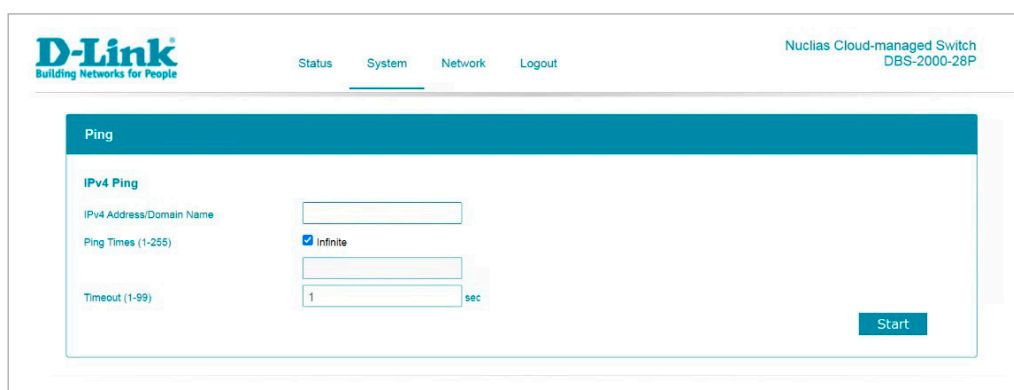 D-Link
Building Networks for People
Status System Network Logout
Nuclias Cloud-managed Switch
DBS-2000-28P
Ping
IPv4 Ping
IPv4 Address/Domain Name
Ping Times (1-255) Infinite
Timeout (1-99) 1 sec
Start